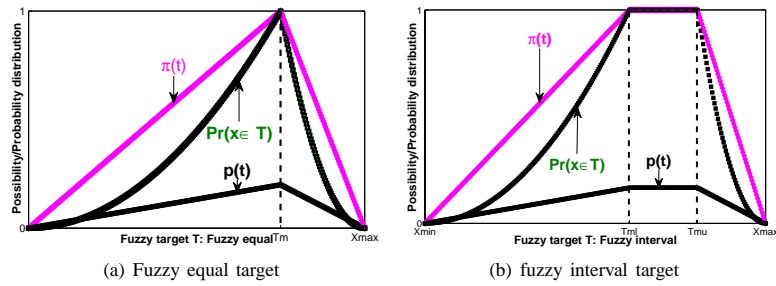 Possibility/Probability distribution
1
0
π(t)
Pr(x∈ T)
p(t)
Tm
Xmax
Fuzzy target T: Fuzzy equal
(a) Fuzzy equal target
Possibility/Probability distribution
1
0
π(t)
Pr(x∈T)
p(t)
Xmin
Tml
Tmu
Xmax
Fuzzy target T: Fuzzy interval
(b) fuzzy interval target